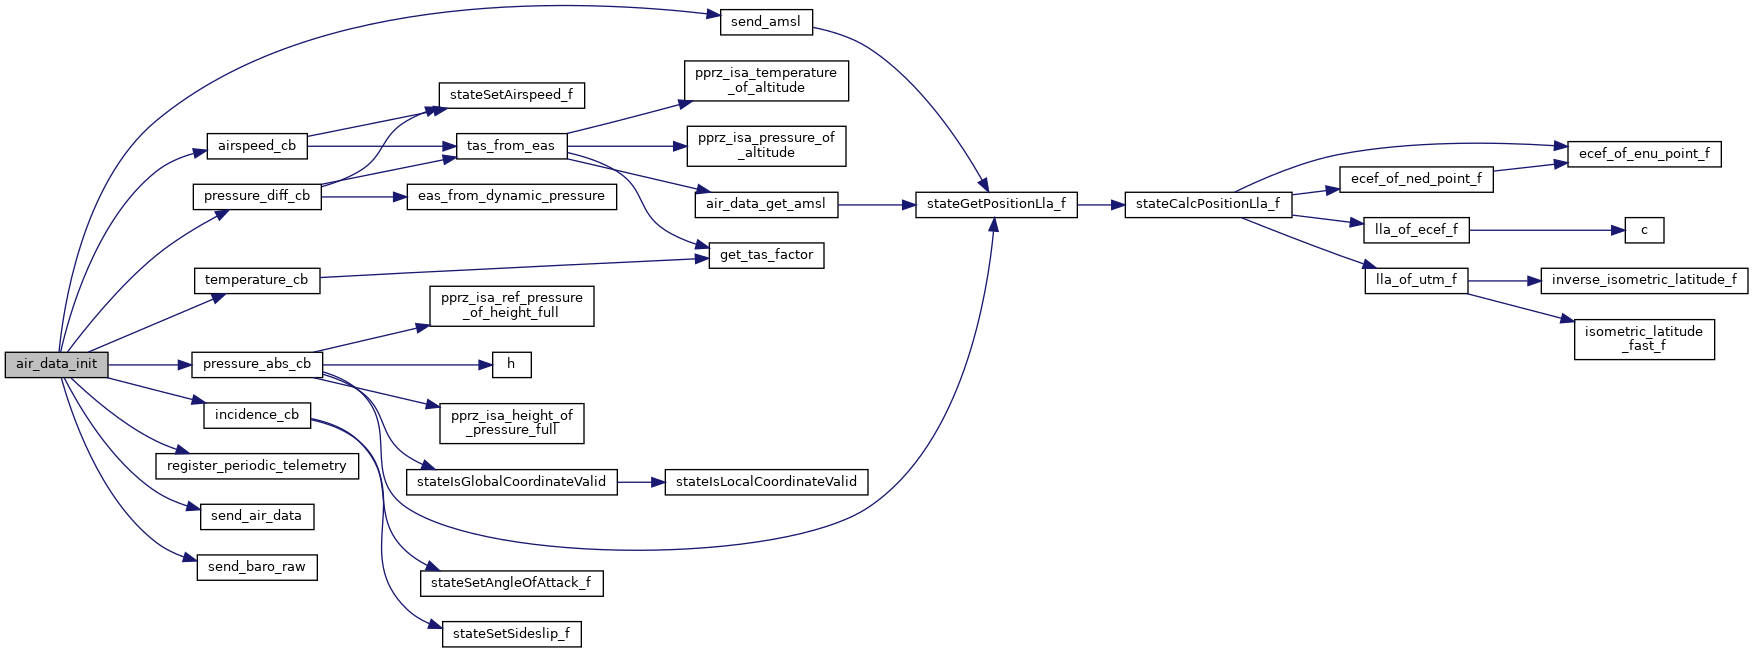 send_amsl
pprz_isa_temperature
_of_altitude
stateSetAirspeed_f
airspeed_cb
tas_from_eas
pprz_isa_pressure_of
_altitude
ecef_of_enu_point_f
ecef_of_ned_point_f
pressure_diff_cb
eas_from_dynamic_pressure
air_data_get_amsl
stateGetPositionLla_f
stateCalcPositionLla_f
lla_of_ecef_f
c
get_tas_factor
temperature_cb
lla_of_utm_f
inverse_isometric_latitude_f
pprz_isa_ref_pressure
_of_height_full
isometric_latitude
_fast_f
air_data_init
pressure_abs_cb
h
incidence_cb
pprz_isa_height_of
_pressure_full
register_periodic_telemetry
stateIsGlobalCoordinateValid
stateIsLocalCoordinateValid
send_air_data
send_baro_raw
stateSetAngleOfAttack_f
stateSetSideslip_f